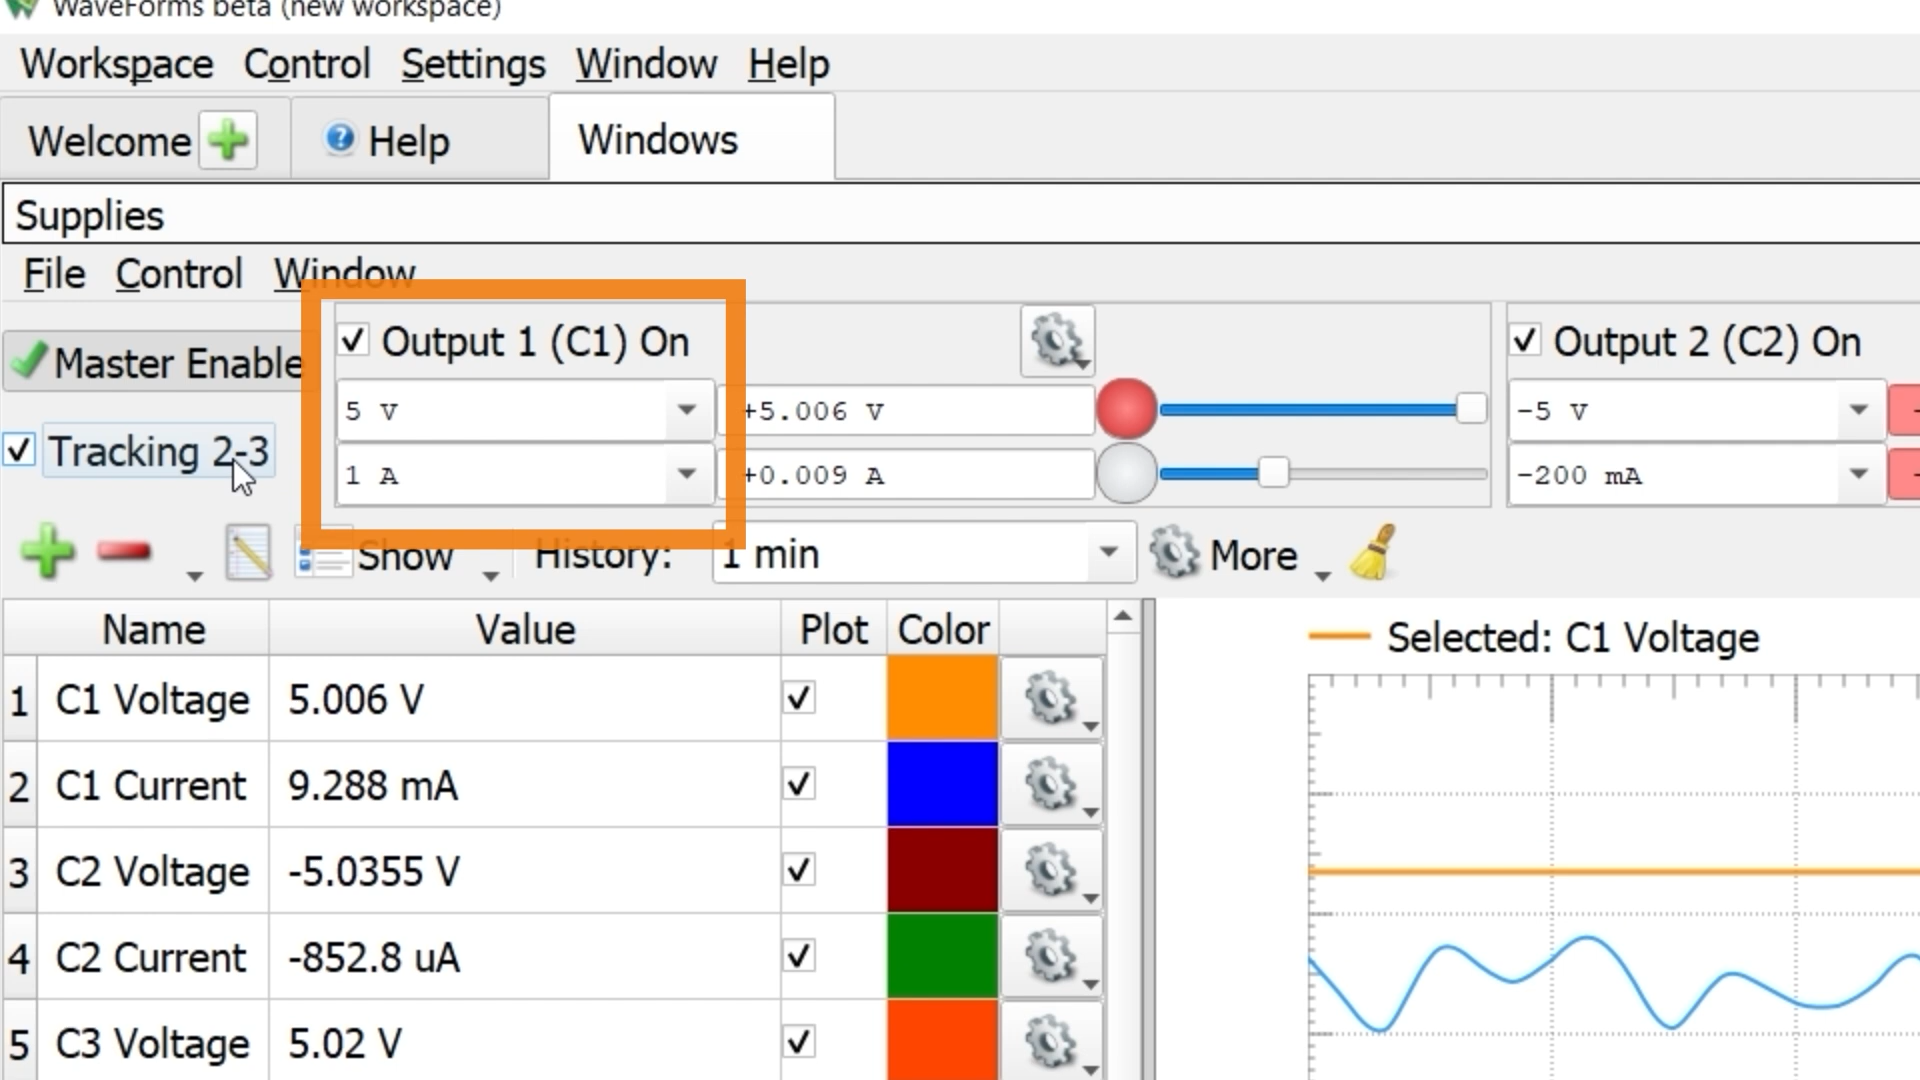 WaveForms beta (new workspace)
Workspace Control Settings Window Help
Welcome Help Windows
Supplies
File Control Window
Master Enable Output 1 (C1) On Output 2 (C2) On
5 V +5.006 V -5 V
Tracking 2-3
1 A +0.009 A -200 mA
Show History: 1 min More
Name Value Plot Color
Selected: C1 Voltage
1 C1 Voltage 5.006 V
2 C1 Current 9.288 mA
3 C2 Voltage -5.0355 V
4 C2 Current -852.8 uA
5 C3 Voltage 5.02 V